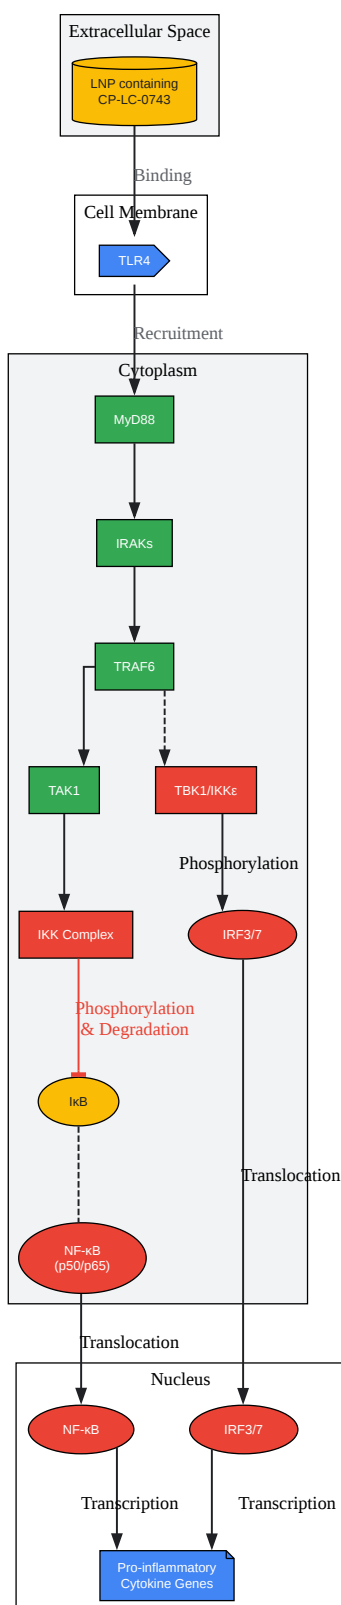 Extracellular Space
LNP containing
CP-LC-0743
Binding
Cell Membrane
TLR4
Recruitment
Cytoplasm
MyD88
IRAKs
TRAF6
TAK1
TBK1/IKKε
Phosphorylation
IKK Complex
IRF3/7
Phosphorylation
& Degradation
IκB
Translocation
NF-κB
(p50/p65)
Translocation
Nucleus
NF-κB
IRF3/7
Transcription
Transcription
Pro-inflammatory
Cytokine Genes